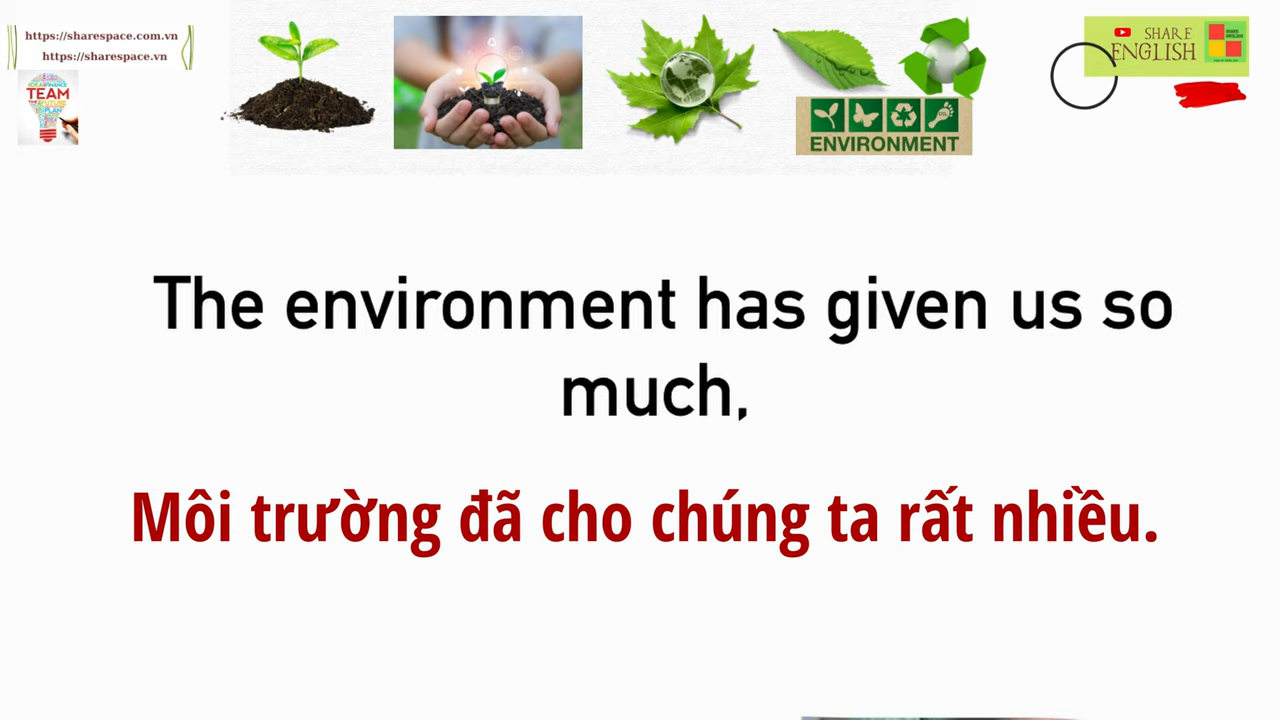 https://sharespace.com.vn
https://sharespace.vn
TEAM
PLAN
SHARE
ENGLISH
ENVIRONMENT
The environment has given us so
much,
Môi trường đã cho chúng ta rất nhiều.